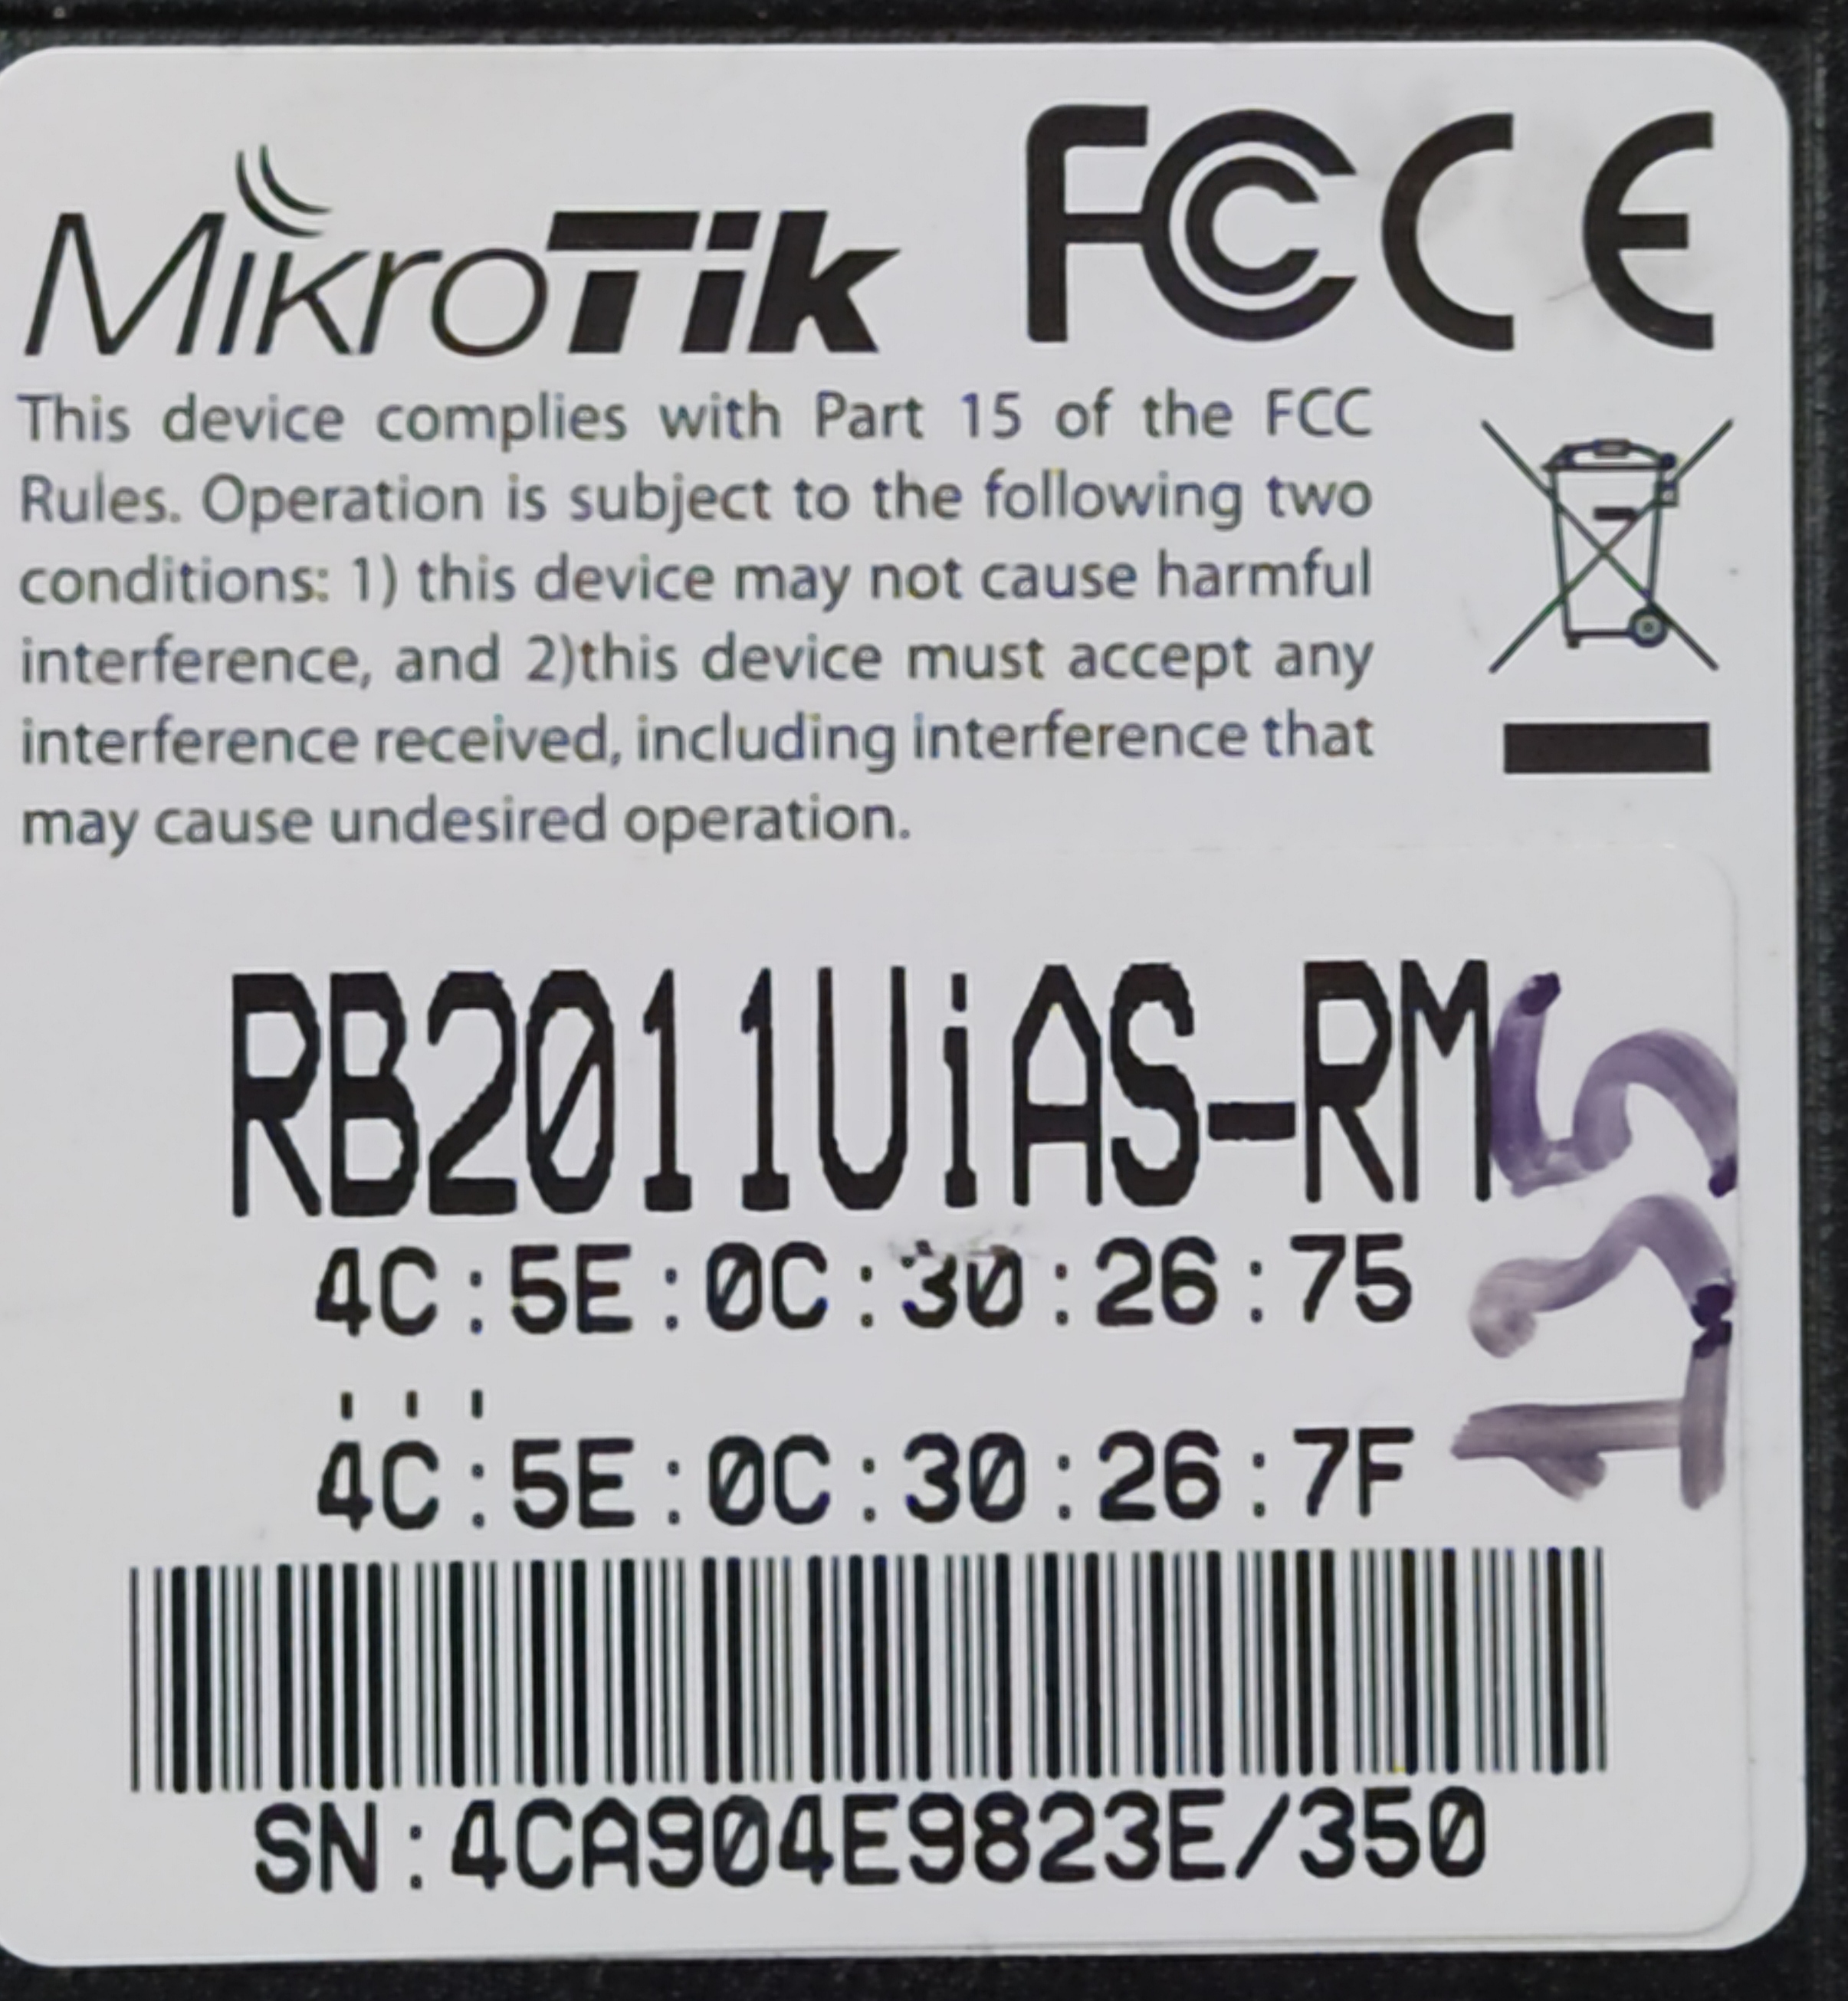 MikroTik FCC CE
This device complies with Part 15 of the FCC
Rules. Operation is subject to the following two
conditions: 1) this device may not cause harmful
interference, and 2)this device must accept any
interference received, including interference that
may cause undesired operation.
RB2011UiAS-RM
4C:5E:0C:30:26:75
4C:5E:0C:30:26:7F
SN:4CA904E9823E/350